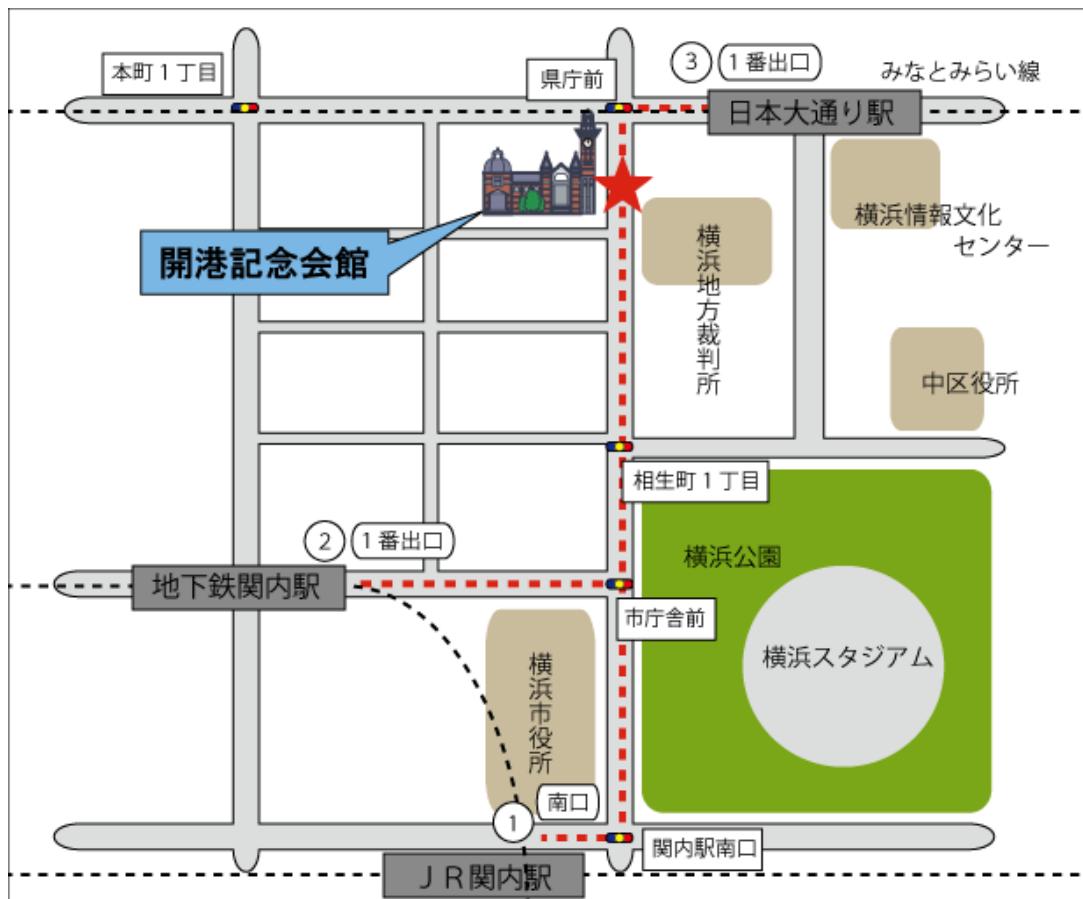 本町1丁目
県庁前
③
1番出口
みなとみらい線
日本大通り駅
開港記念会館
横浜地方裁判所
横浜情報文化
センター
中区役所
相生町1丁目
②
1番出口
地下鉄関内駅
横浜公園
市庁舎前
横浜スタジアム
横浜市役所
①
南口
関内駅南口
JR関内駅